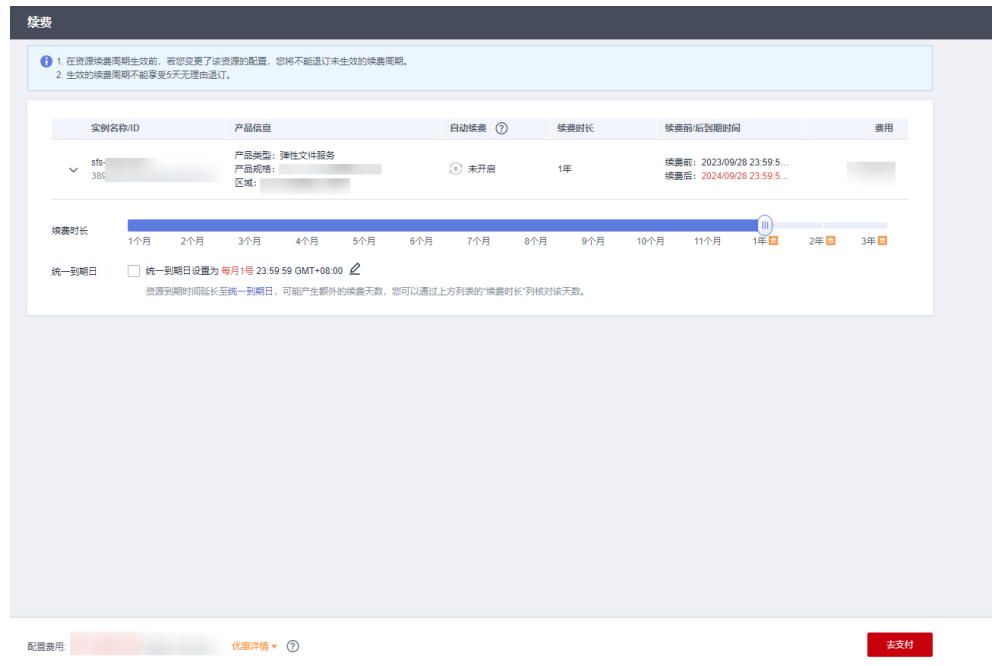 续费
1. 在资源续费周期生效前，若您变更了该资源的配置，您将不能退订未生效的续费周期。
2. 生效的续费周期不能享受5天无理由退订。
实例名称/ID 产品信息 自动续费 ? 续费时长 续费前/后到期时间 费用
sfs- 产品类型：弹性文件服务 未开启 1年 续费前：2023/09/28 23:59:5...
389 产品规格： 续费后：2024/09/28 23:59:5...
区域：
续费时长
1个月 2个月 3个月 4个月 5个月 6个月 7个月 8个月 9个月 10个月 11个月 1年 2年 3年
统一到期日 统一到期日设置为 每月1号 23:59:59 GMT+08:00
资源到期时间延长至统一到期日，可能产生额外的续费天数，您可以通过上方列表的“续费时长”列核对该天数。
配置费用: 优惠详情 ? 去支付